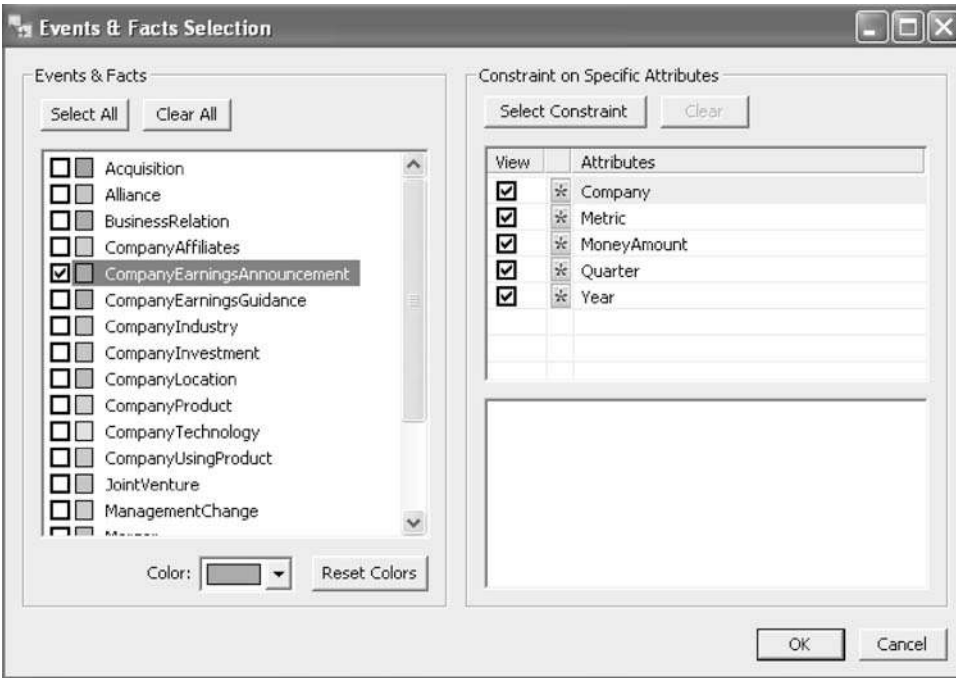 Events & Facts Selection
Events & Facts
Select All Clear All
Acquisition
Alliance
BusinessRelation
CompanyAffiliates
CompanyEarningsAnnouncement
CompanyEarningsGuidance
CompanyIndustry
CompanyInvestment
CompanyLocation
CompanyProduct
CompanyTechnology
CompanyUsingProduct
JointVenture
ManagementChange
Color: Reset Colors
Constraint on Specific Attributes
Select Constraint Clear
View Attributes
* Company
* Metric
* MoneyAmount
* Quarter
* Year
OK Cancel